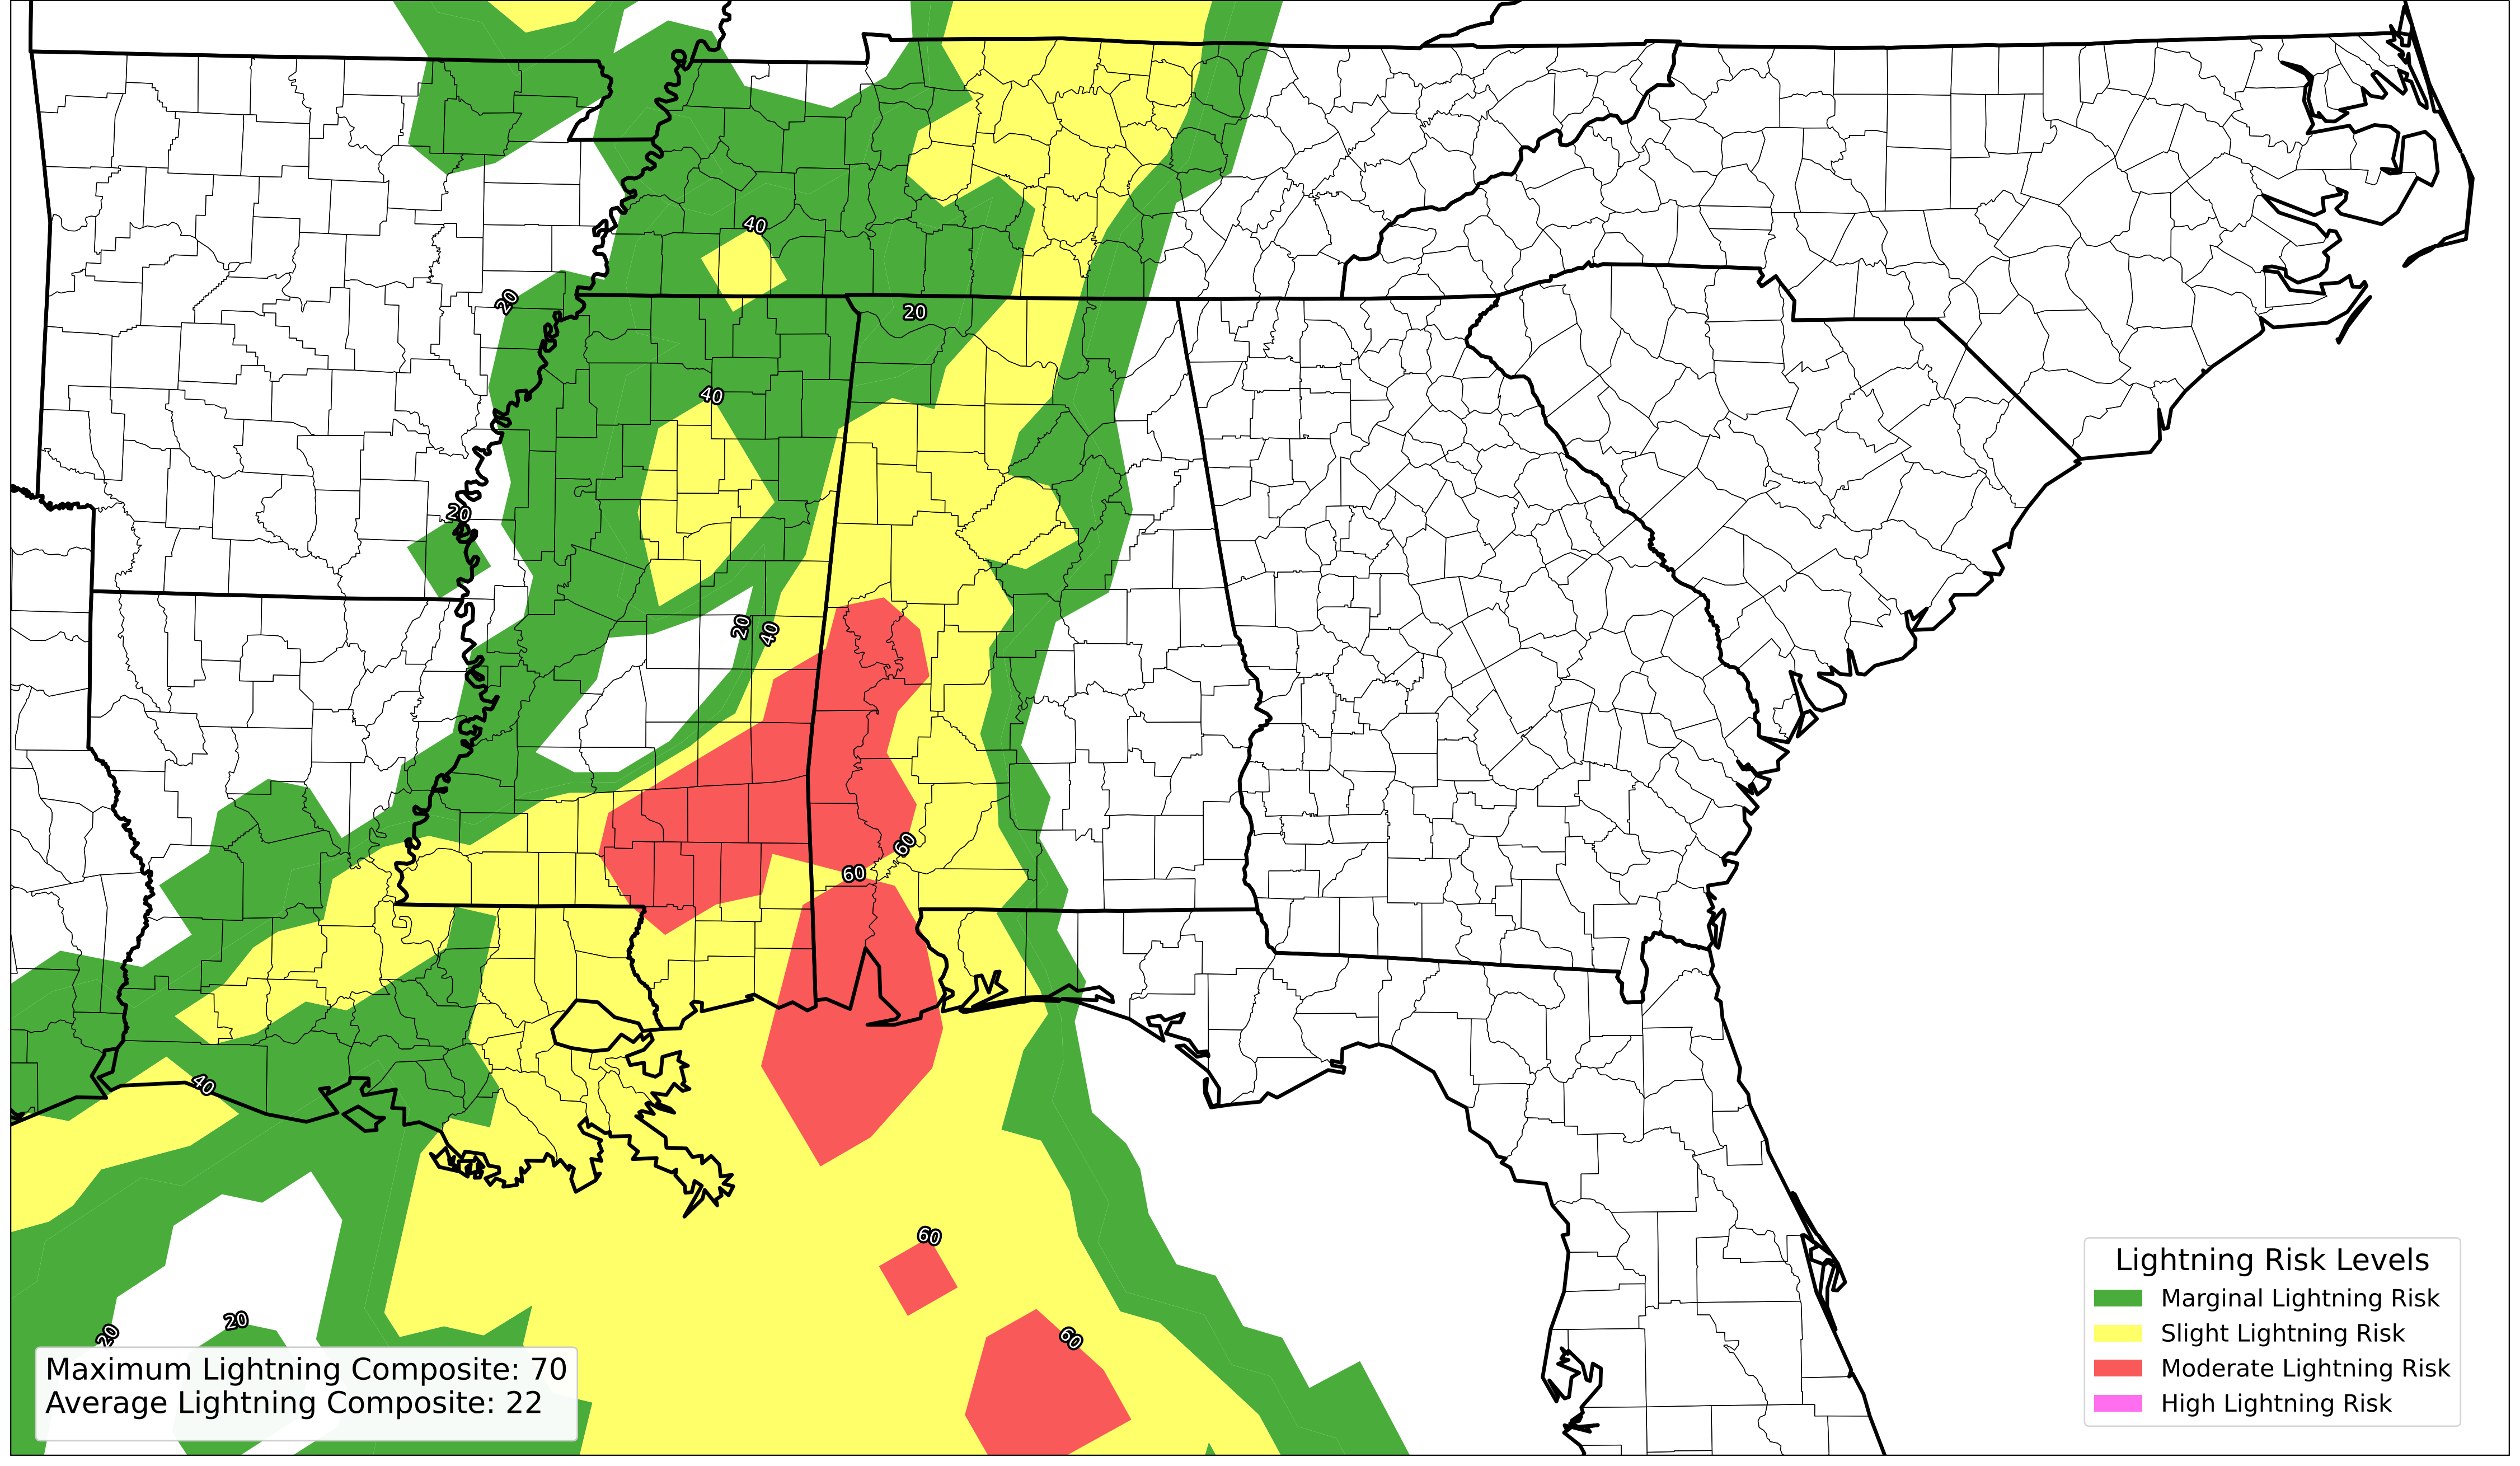 40
20
20
40
20
20
40
60
60
40
60
20
20
60
Maximum Lightning Composite: 70
Average Lightning Composite: 22
Lightning Risk Levels
Marginal Lightning Risk
Slight Lightning Risk
Moderate Lightning Risk
High Lightning Risk